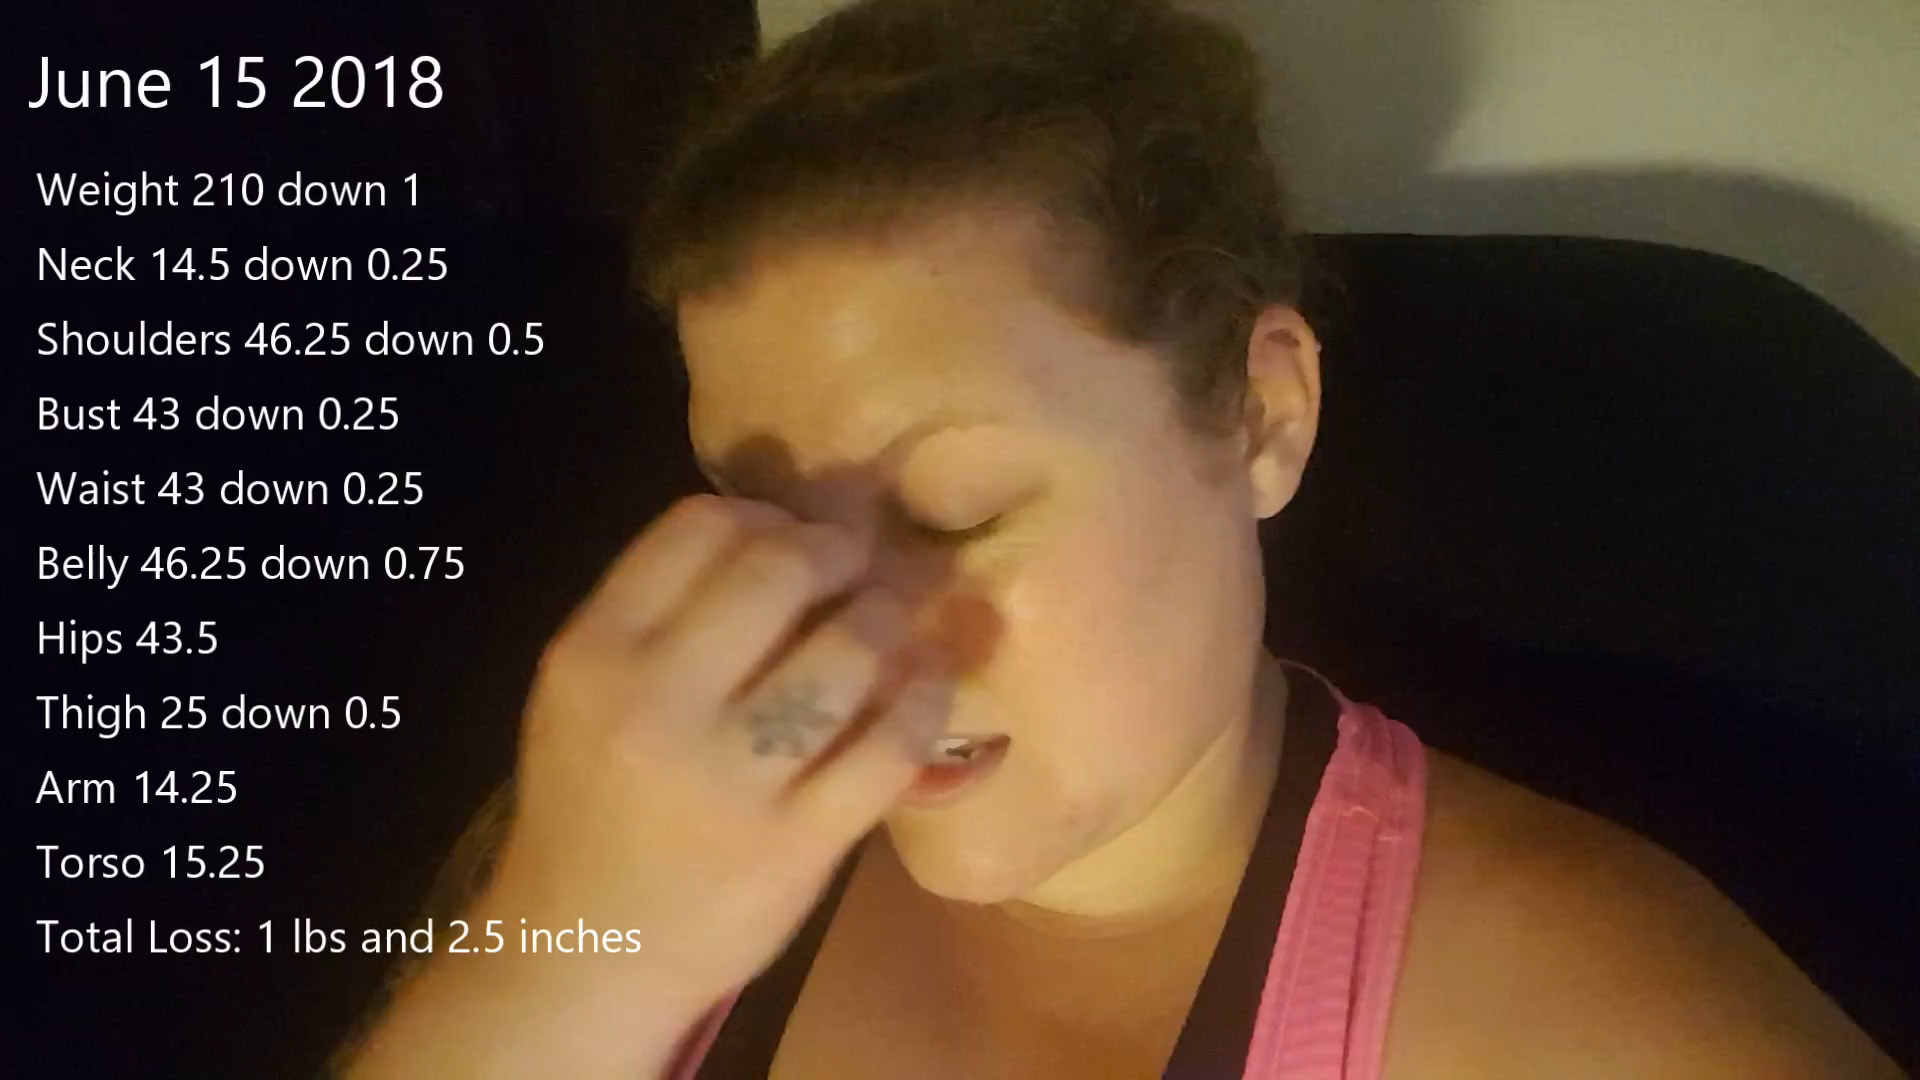 June 15 2018
Weight 210 down 1
Neck 14.5 down 0.25
Shoulders 46.25 down 0.5
Bust 43 down 0.25
Waist 43 down 0.25
Belly 46.25 down 0.75
Hips 43.5
Thigh 25 down 0.5
Arm 14.25
Torso 15.25
Total Loss: 1 lbs and 2.5 inches